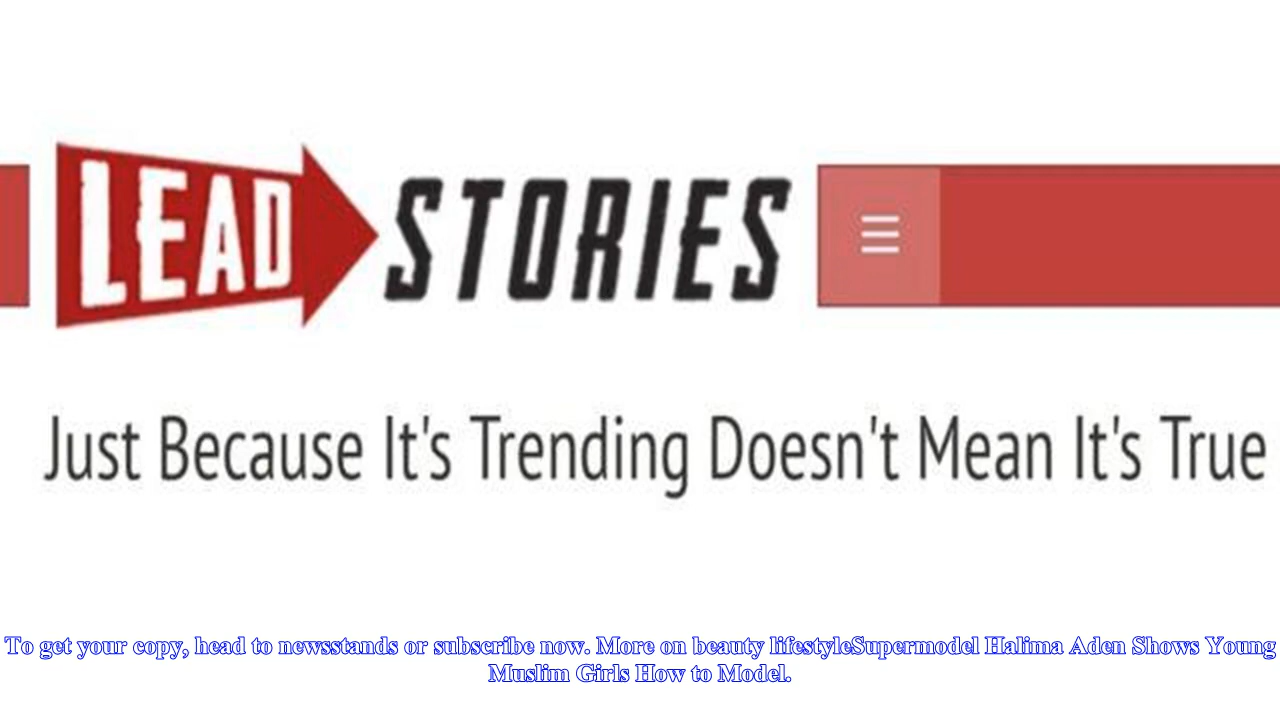 LEAD STORIES
Just Because It's Trending Doesn't Mean It's True
To get your copy, head to newsstands or subscribe now. More on beauty lifestyleSupermodel Halima Aden Shows Young
Muslim Girls How to Model.